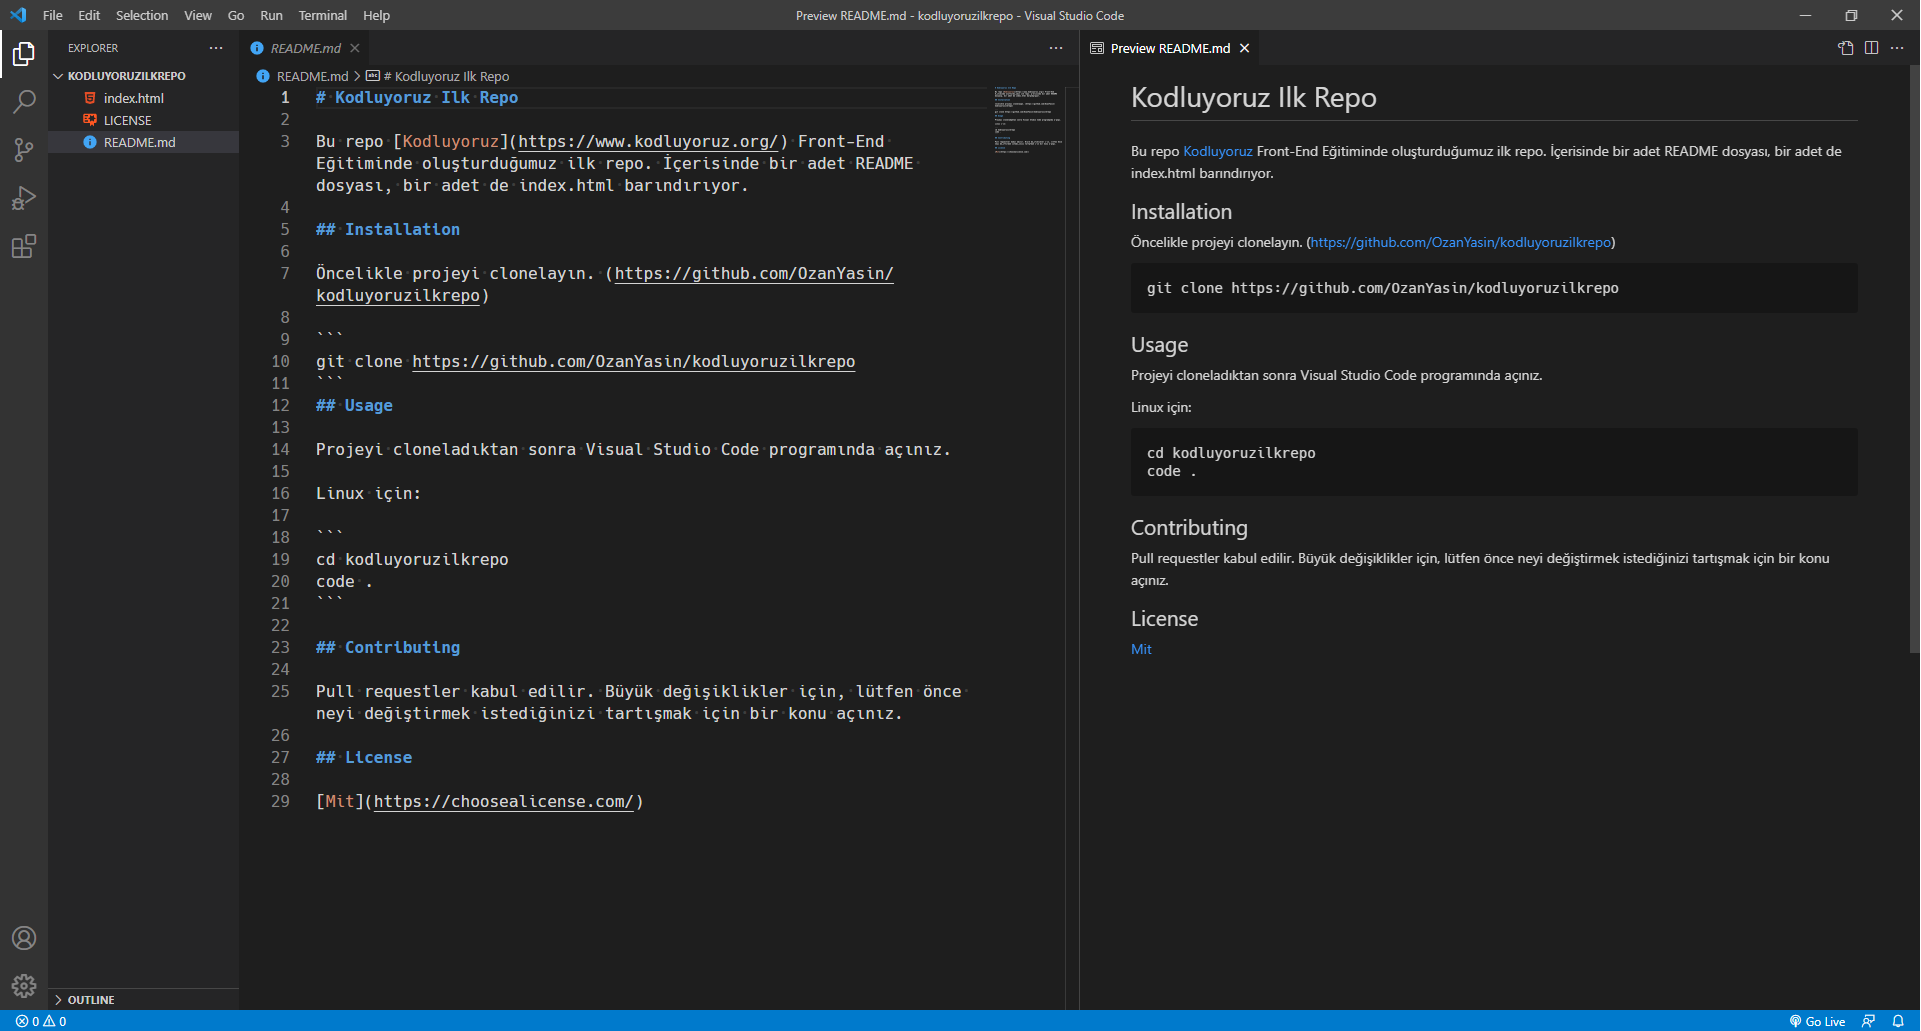 File Edit Selection View Go Run Terminal Help
Preview README.md - kodluyoruzilkrepo - Visual Studio Code
EXPLORER
KODLUYORUZILKREPO
index.html
LICENSE
README.md
OUTLINE
README.md
README.md > # Kodluyoruz Ilk Repo
1 # Kodluyoruz Ilk Repo
2
3 Bu repo [Kodluyoruz](https://www.kodluyoruz.org/) Front-End
Eğitiminde oluşturduğumuz ilk repo. İçerisinde bir adet README
dosyası, bir adet de index.html barındırıyor.
4
5 ## Installation
6
7 Öncelikle projeyi clonelayın. (https://github.com/OzanYasin/
kodluyoruzilkrepo)
8
9 ```
10 git clone https://github.com/OzanYasin/kodluyoruzilkrepo
11 ```
12 ## Usage
13
14 Projeyi cloneladıktan sonra Visual Studio Code programında açınız.
15
16 Linux için:
17
18 ```
19 cd kodluyoruzilkrepo
20 code .
21 ```
22
23 ## Contributing
24
25 Pull requestler kabul edilir. Büyük değişiklikler için, lütfen önce
neyi değiştirmek istediğinizi tartışmak için bir konu açınız.
26
27 ## License
28
29 [Mit](https://choosealicense.com/)
Preview README.md
Kodluyoruz Ilk Repo
Bu repo Kodluyoruz Front-End Eğitiminde oluşturduğumuz ilk repo. İçerisinde bir adet README dosyası, bir adet de
index.html barındırıyor.
Installation
Öncelikle projeyi clonelayın. (https://github.com/OzanYasin/kodluyoruzilkrepo)
git clone https://github.com/OzanYasin/kodluyoruzilkrepo
Usage
Projeyi cloneladıktan sonra Visual Studio Code programında açınız.
Linux için:
cd kodluyoruzilkrepo
code .
Contributing
Pull requestler kabul edilir. Büyük değişiklikler için, lütfen önce neyi değiştirmek istediğinizi tartışmak için bir konu
açınız.
License
Mit
0 0
Go Live